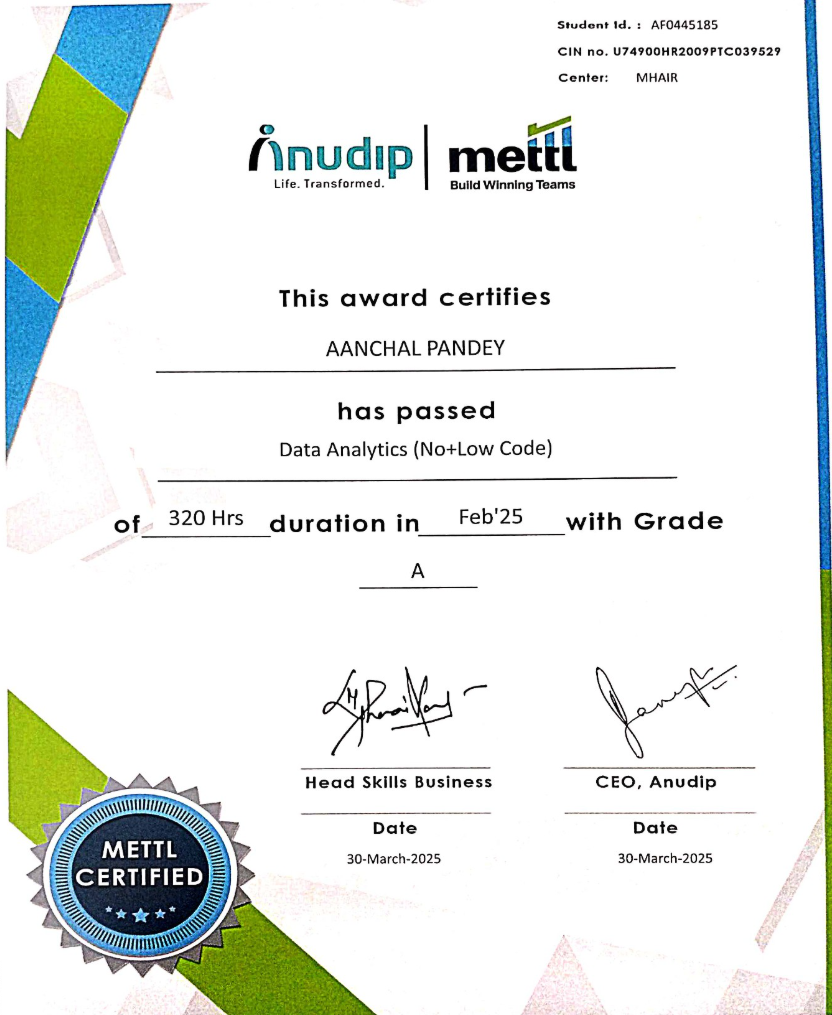 Student Id. : AF0445185
CIN no. U74900HR2009PTC039529
Center: MHAIR
Anudip
Life. Transformed.
mettl
Build Winning Teams
This award certifies
AANCHAL PANDEY
has passed
Data Analytics (No+Low Code)
of 320 Hrs duration in Feb'25 with Grade
A
Head Skills Business
CEO, Anudip
Date
Date
30-March-2025
30-March-2025
METTL
CERTIFIED